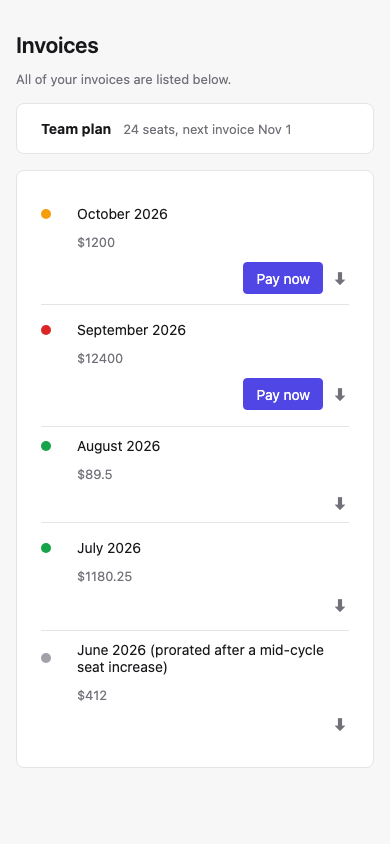 Invoices
All of your invoices are listed below.
Team plan 24 seats, next invoice Nov 1
October 2026
$1200
Pay now
September 2026
$12400
Pay now
August 2026
$89.5
July 2026
$1180.25
June 2026 (prorated after a mid-cycle
seat increase)
$412